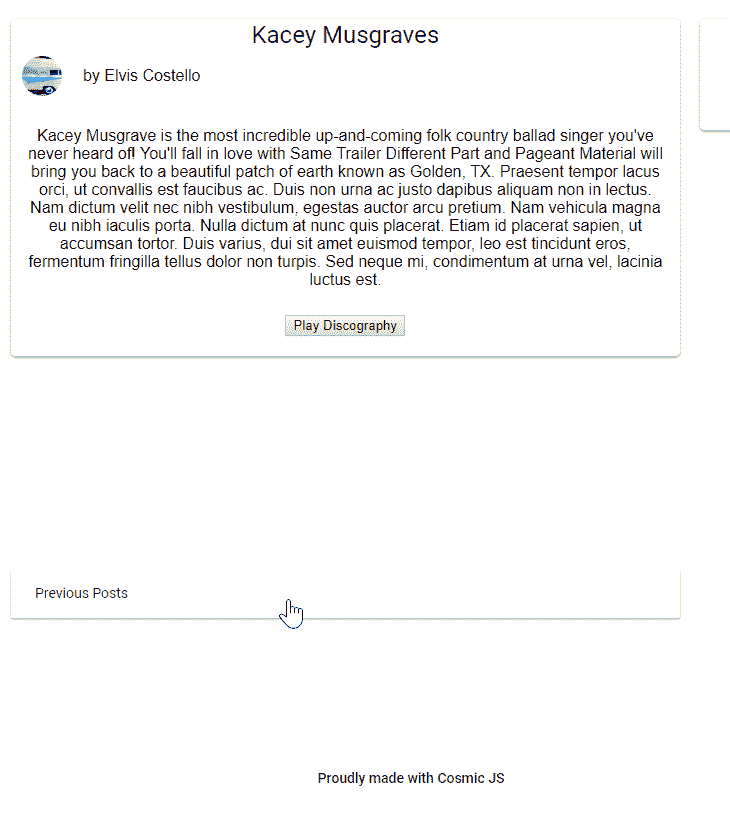 Kacey Musgraves
by Elvis Costello
Kacey Musgrave is the most incredible up-and-coming folk country ballad singer you've
never heard of! You'll fall in love with Same Trailer Different Part and Pageant Material will
bring you back to a beautiful patch of earth known as Golden, TX. Praesent tempor lacus
orci, ut convallis est faucibus ac. Duis non urna ac justo dapibus aliquam non in lectus.
Nam dictum velit nec nibh vestibulum, egestas auctor arcu pretium. Nam vehicula magna
eu nibh iaculis porta. Nulla dictum at nunc quis placerat. Etiam id placerat sapien, ut
accumsan tortor. Duis varius, dui sit amet euismod tempor, leo est tincidunt eros,
fermentum fringilla tellus dolor non turpis. Sed neque mi, condimentum at urna vel, lacinia
luctus est.
Play Discography
Previous Posts
Proudly made with Cosmic JS